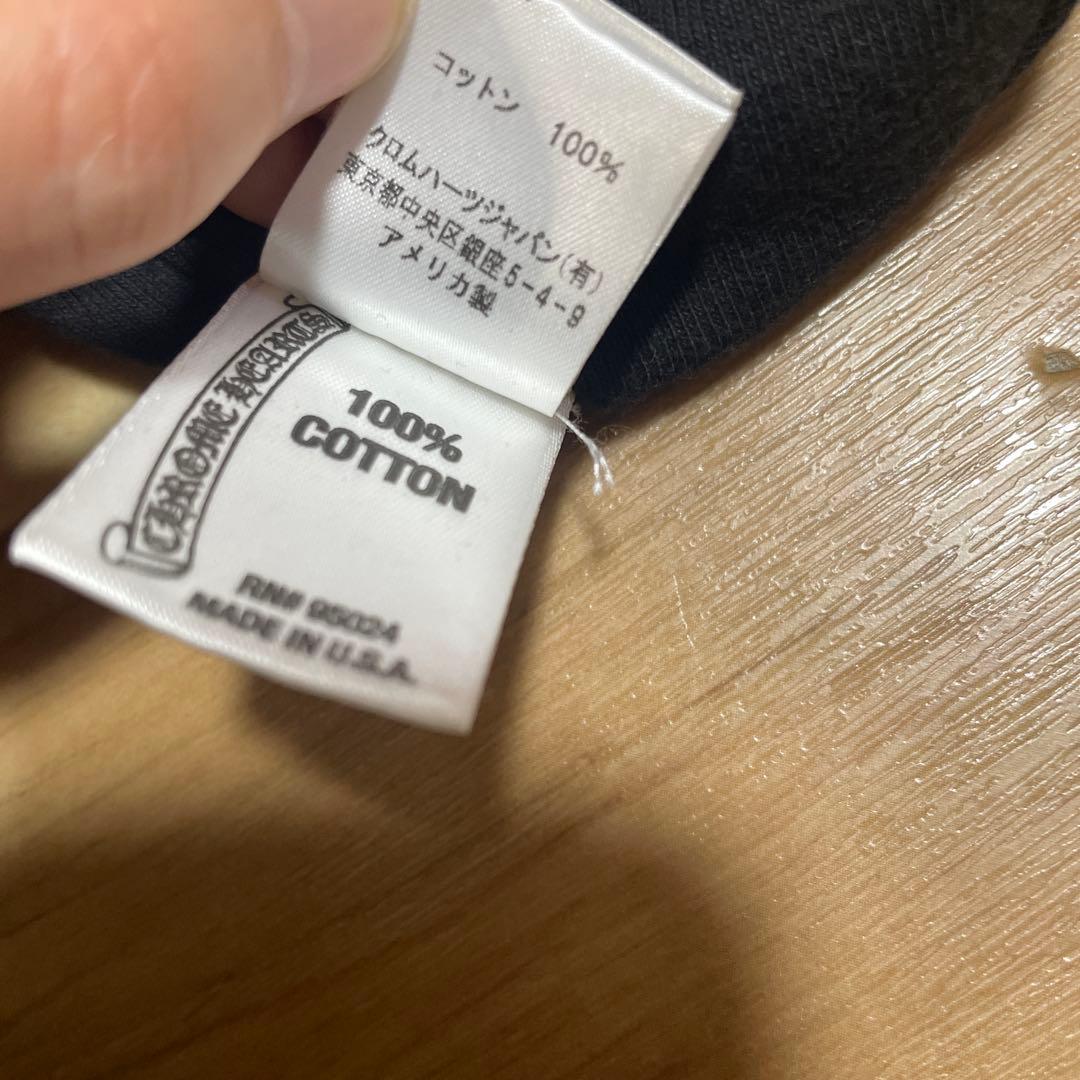 コットン 100%
クロムハーツジャパン(有)
東京都中央区銀座5-4-9
アメリカ製
CHROME HEARTS
100%
COTTON
RN# 95024
MADE IN U.S.A.